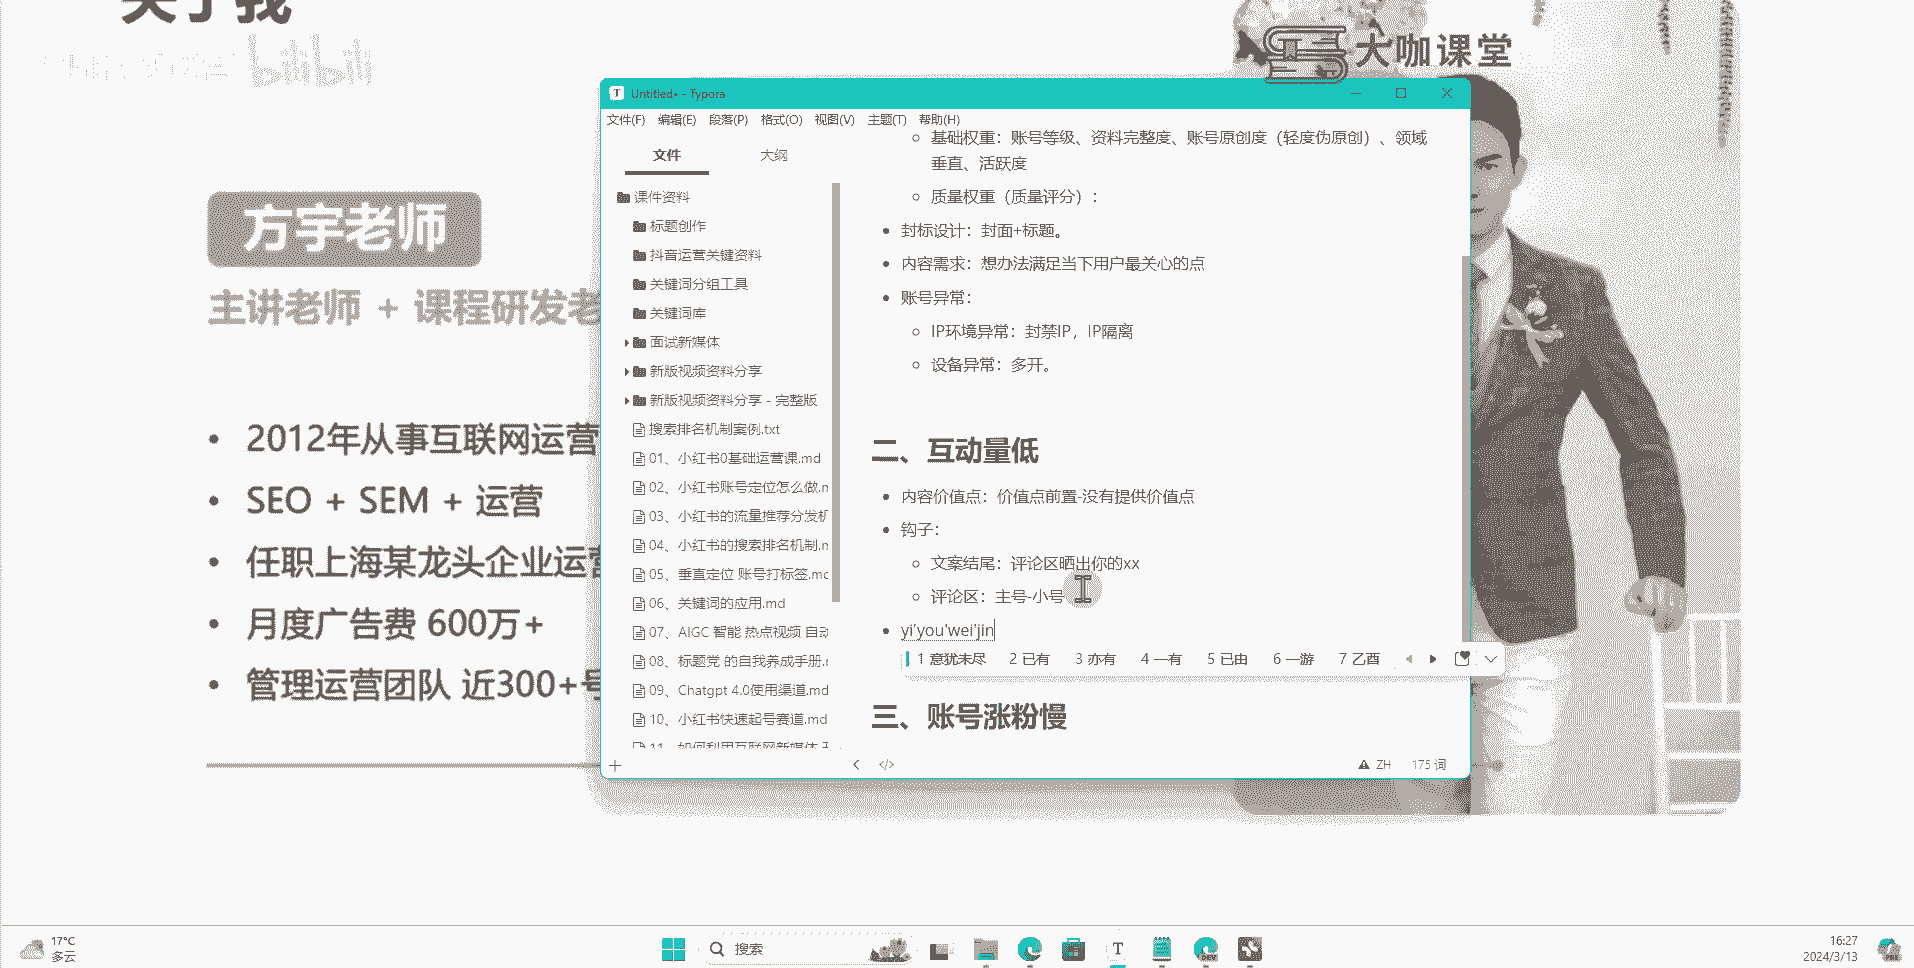 关于我
bilibili
大咖课堂
方宇老师
主讲老师 + 课程研发老
2012年从事互联网运营
SEO + SEM + 运营
任职上海某龙头企业运营
月度广告费 600万+
管理运营团队 近300+号
Untitled• - Typora
文件(F) 编辑(E) 段落(P) 格式(O) 视图(V) 主题(T) 帮助(H)
文件 大纲
课件资料
标题创作
抖音运营关键资料
关键词分组工具
关键词库
面试新媒体
新版视频资料分享
新版视频资料分享 - 完整版
搜索排名机制案例.txt
01、小红书0基础运营课.md
02、小红书账号定位怎么做.m
03、小红书的流量推荐分发机
04、小红书的搜索排名机制.m
05、垂直定位 账号打标签.md
06、关键词的应用.md
07、AIGC 智能 热点视频 自动
08、标题党 的自我养成手册.m
09、Chatgpt 4.0使用渠道.md
10、小红书快速起号赛道.md
11、如何利用互联网新媒体
基础权重：账号等级、资料完整度、账号原创度（轻度伪原创）、领域
垂直、活跃度
质量权重（质量评分）：
封标设计：封面+标题。
内容需求：想办法满足当下用户最关心的点
账号异常：
IP环境异常：封禁IP，IP隔离
设备异常：多开。
二、互动量低
内容价值点：价值点前置-没有提供价值点
钩子：
文案结尾：评论区晒出你的xx
评论区：主号-小号
yi'you'wei'jin
1 意犹未尽 2 已有 3 亦有 4 一有 5 已由 6 一游 7 乙酉
三、账号涨粉慢
ZH 175 词
17°C
多云
搜索
16:27
2024/3/13